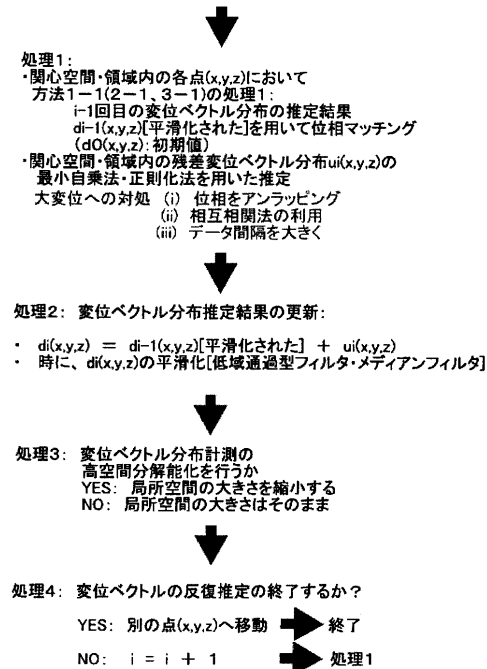 処理1:
・関心空間・領域内の各点(x,y,z)において
方法1-1(2-1、3-1)の処理1:
i-1回目の変位ベクトル分布の推定結果
di-1(x,y,z)[平滑化された]を用いて位相マッチング
(d0(x,y,z):初期値)
・関心空間・領域内の残差変位ベクトル分布ui(x,y,z)の
最小自乗法・正則化法を用いた推定
大変位への対処 (i) 位相をアンラッピング
(ii) 相互相関法の利用
(iii) データ間隔を大きく
処理2: 変位ベクトル分布推定結果の更新:
・ di(x,y,z) = di-1(x,y,z)[平滑化された] + ui(x,y,z)
・ 時に、di(x,y,z)の平滑化[低域通過型フィルタ・メディアンフィルタ]
処理3: 変位ベクトル分布計測の
高空間分解能化を行うか
YES: 局所空間の大きさを縮小する
NO: 局所空間の大きさはそのまま
処理4: 変位ベクトルの反復推定の終了するか?
YES: 別の点(x,y,z)へ移動 終了
NO: i = i + 1 処理1